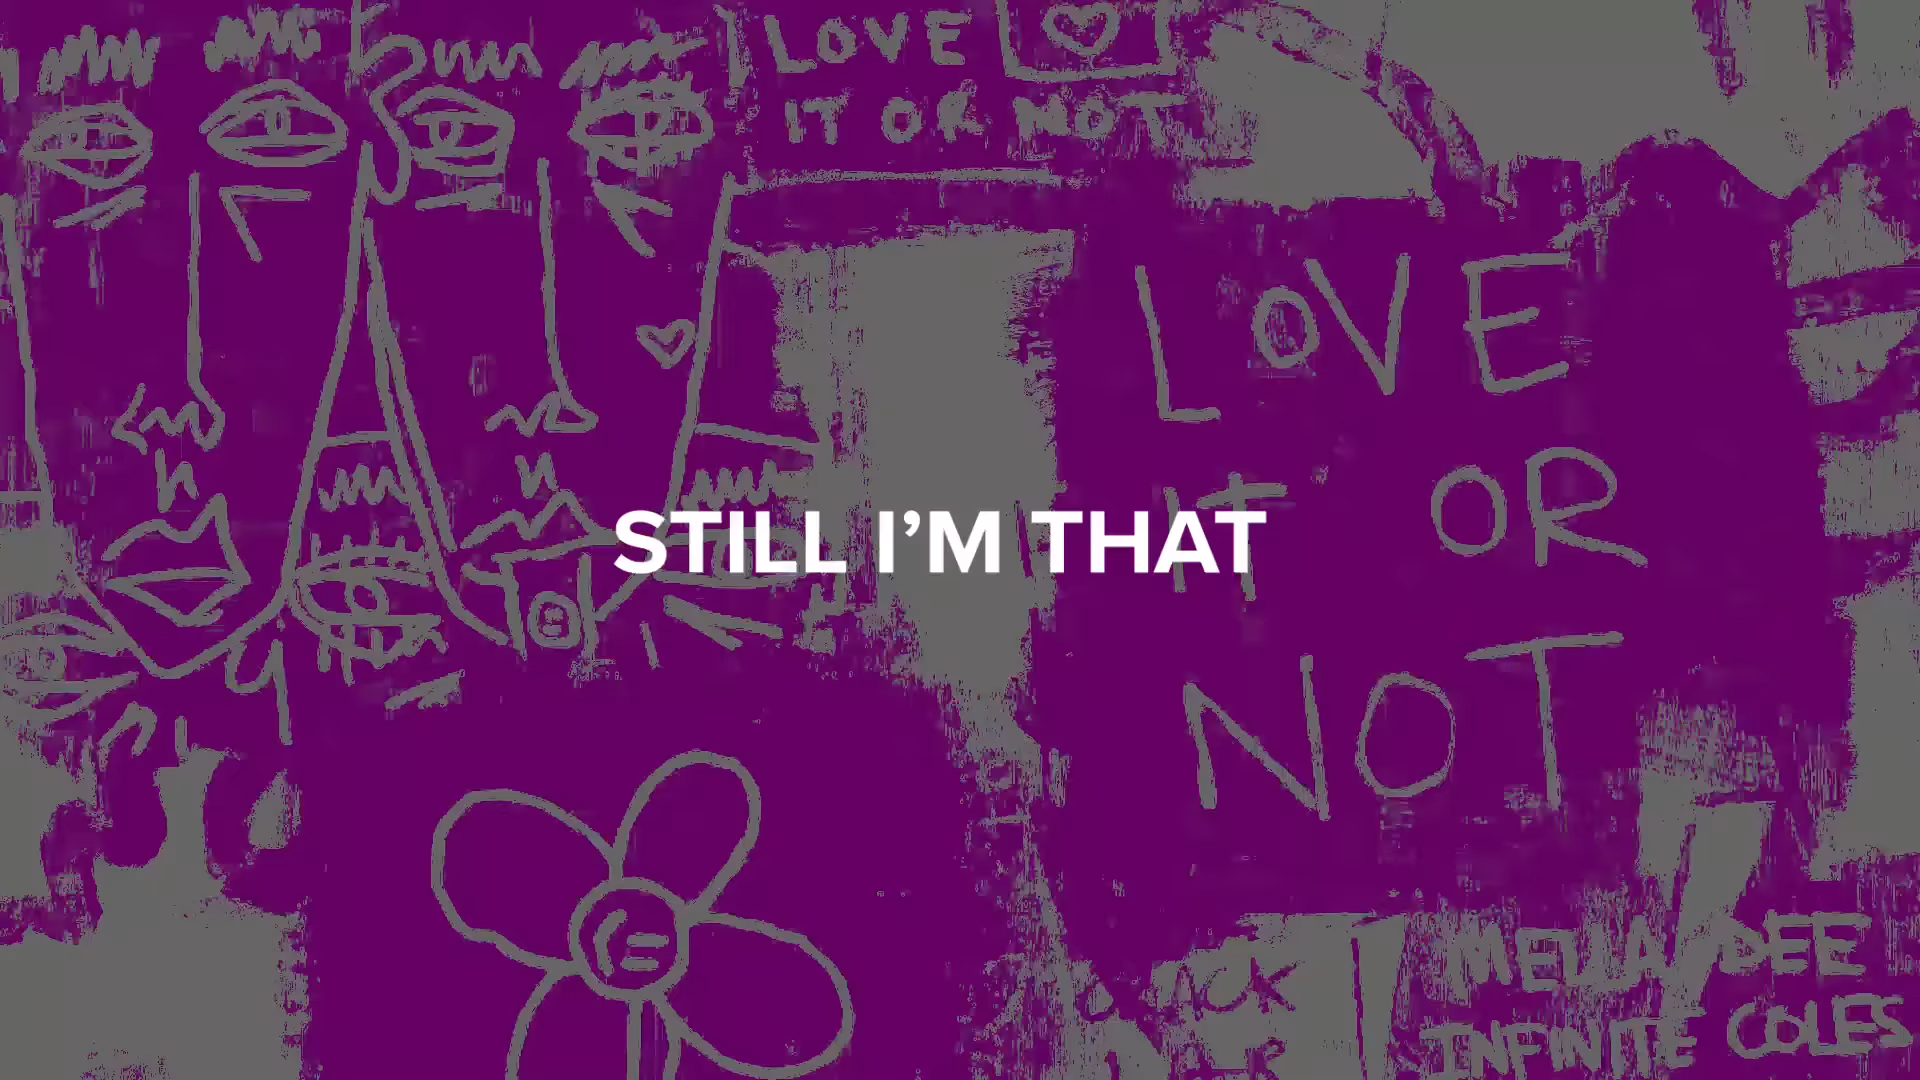 LOVE
IT OR NOT
LOVE
IT OR
NOT
STILL I’M THAT
MELLA DEE
INFINITE COLES